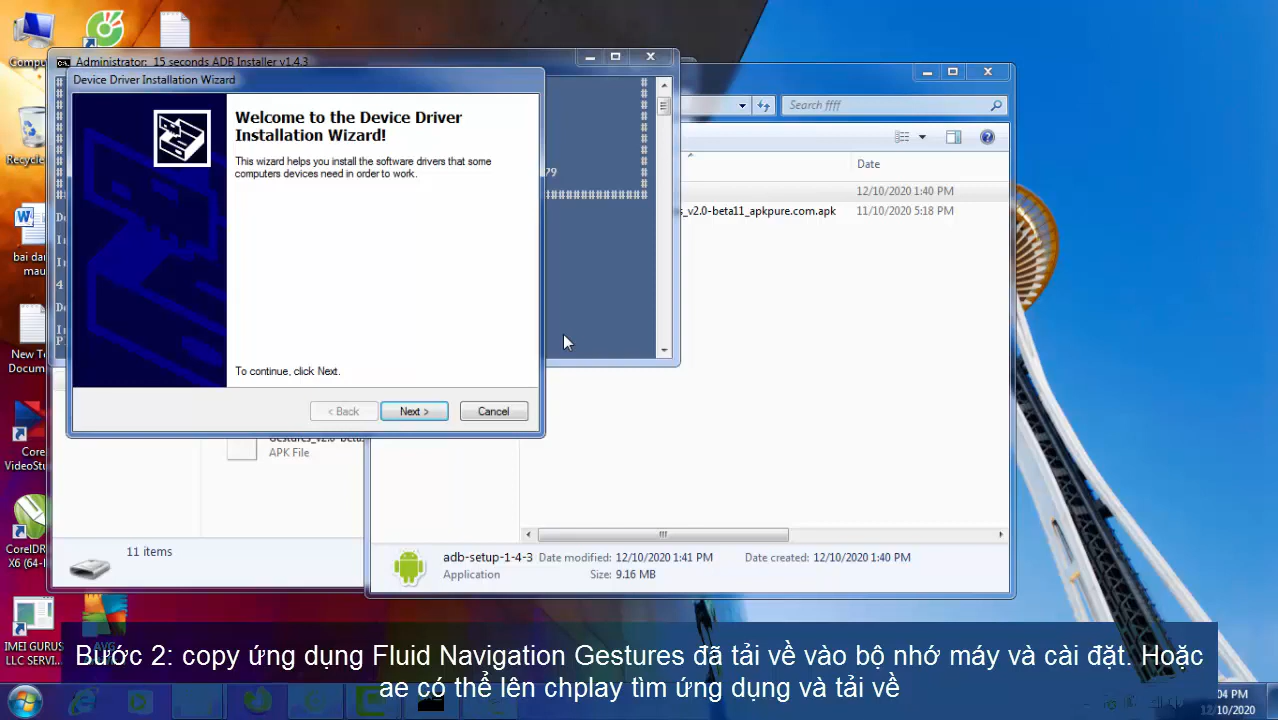 Administrator: 15 seconds ADB Installer v1.4.3
Device Driver Installation Wizard
Welcome to the Device Driver
Installation Wizard!
This wizard helps you install the software drivers that some
computers devices need in order to work.
To continue, click Next.
< Back
Next >
Cancel
79
Search ffff
Date
12/10/2020 1:40 PM
s_v2.0-beta11_apkpure.com.apk
11/10/2020 5:18 PM
APK File
11 items
adb-setup-1-4-3
Date modified: 12/10/2020 1:41 PM
Date created: 12/10/2020 1:40 PM
Application
Size: 9.16 MB
bai da
mau
New Te
Docum
Core
VideoStu
CorelDR
X6 (64-
IMEI GURUS
LLC SERVI...
Bước 2: copy ứng dụng Fluid Navigation Gestures đã tải về vào bộ nhớ máy và cài đặt. Hoặc
ae có thể lên chplay tìm ứng dụng và tải về
:04 PM
12/10/2020